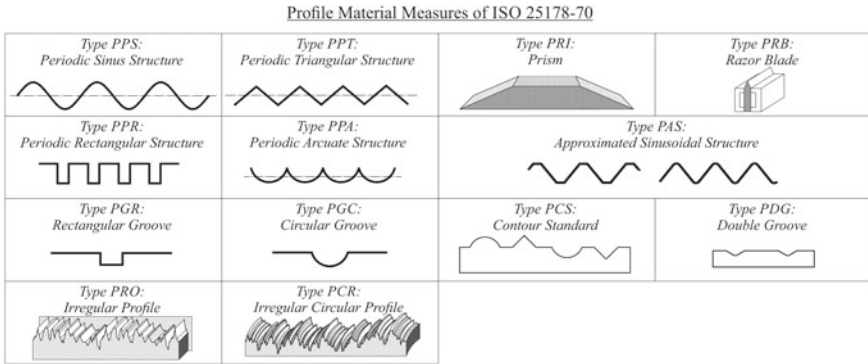 Profile Material Measures of ISO 25178-70
Type PPS:
Periodic Sinus Structure
Type PPT:
Periodic Triangular Structure
Type PRI:
Prism
Type PRB:
Razor Blade
Type PPR:
Periodic Rectangular Structure
Type PPA:
Periodic Arcuate Structure
Type PAS:
Approximated Sinusoidal Structure
Type PGR:
Rectangular Groove
Type PGC:
Circular Groove
Type PCS:
Contour Standard
Type PDG:
Double Groove
Type PRO:
Irregular Profile
Type PCR:
Irregular Circular Profile